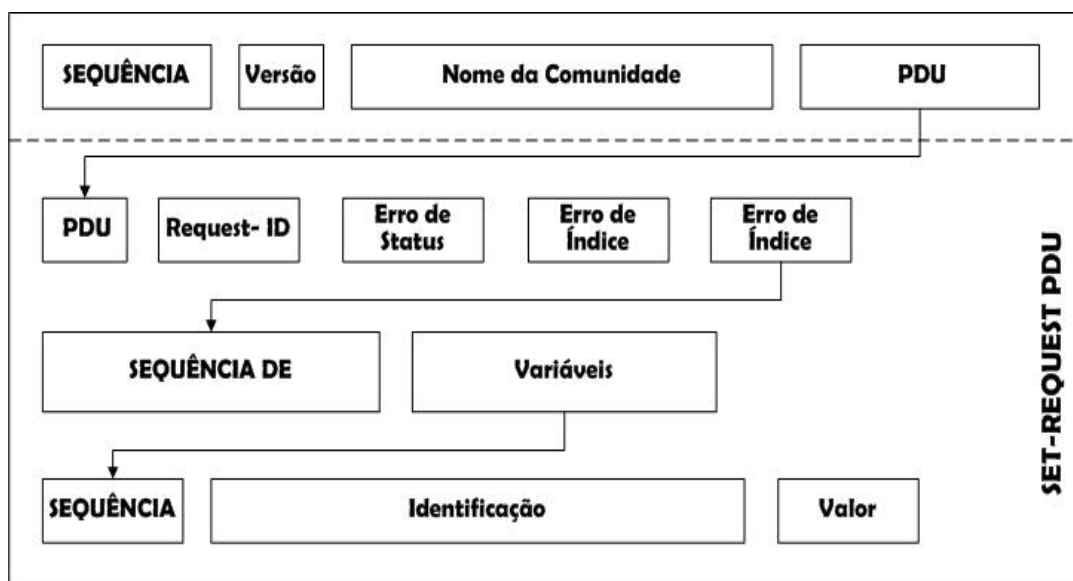 SEQUÊNCIA Versão Nome da Comunidade PDU
PDU Request- ID Erro de Status Erro de Índice Erro de Índice
SEQUÊNCIA DE Variáveis
SEQUÊNCIA Identificação Valor
SET-REQUEST PDU